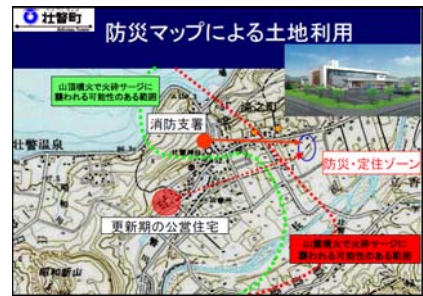 壮瞥町
防災マップによる土地利用
山頂噴火で火砕サージに
襲われる可能性のある範囲
消防支署
壮瞥温泉
防災・定住ゾーン
更新期の公営住宅
山麓噴火で火砕サージに
襲われる可能性のある範囲
昭和新山